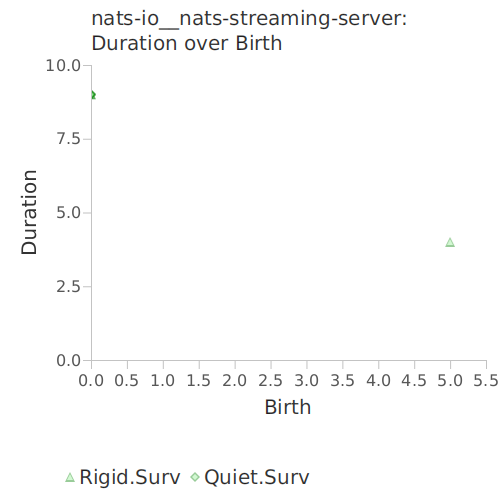 nats-io__nats-streaming-server:
Duration over Birth
10.0
7.5
5.0
2.5
0.0
Duration
0.0 0.5 1.0 1.5 2.0 2.5 3.0 3.5 4.0 4.5 5.0 5.5
Birth
Rigid.Surv Quiet.Surv